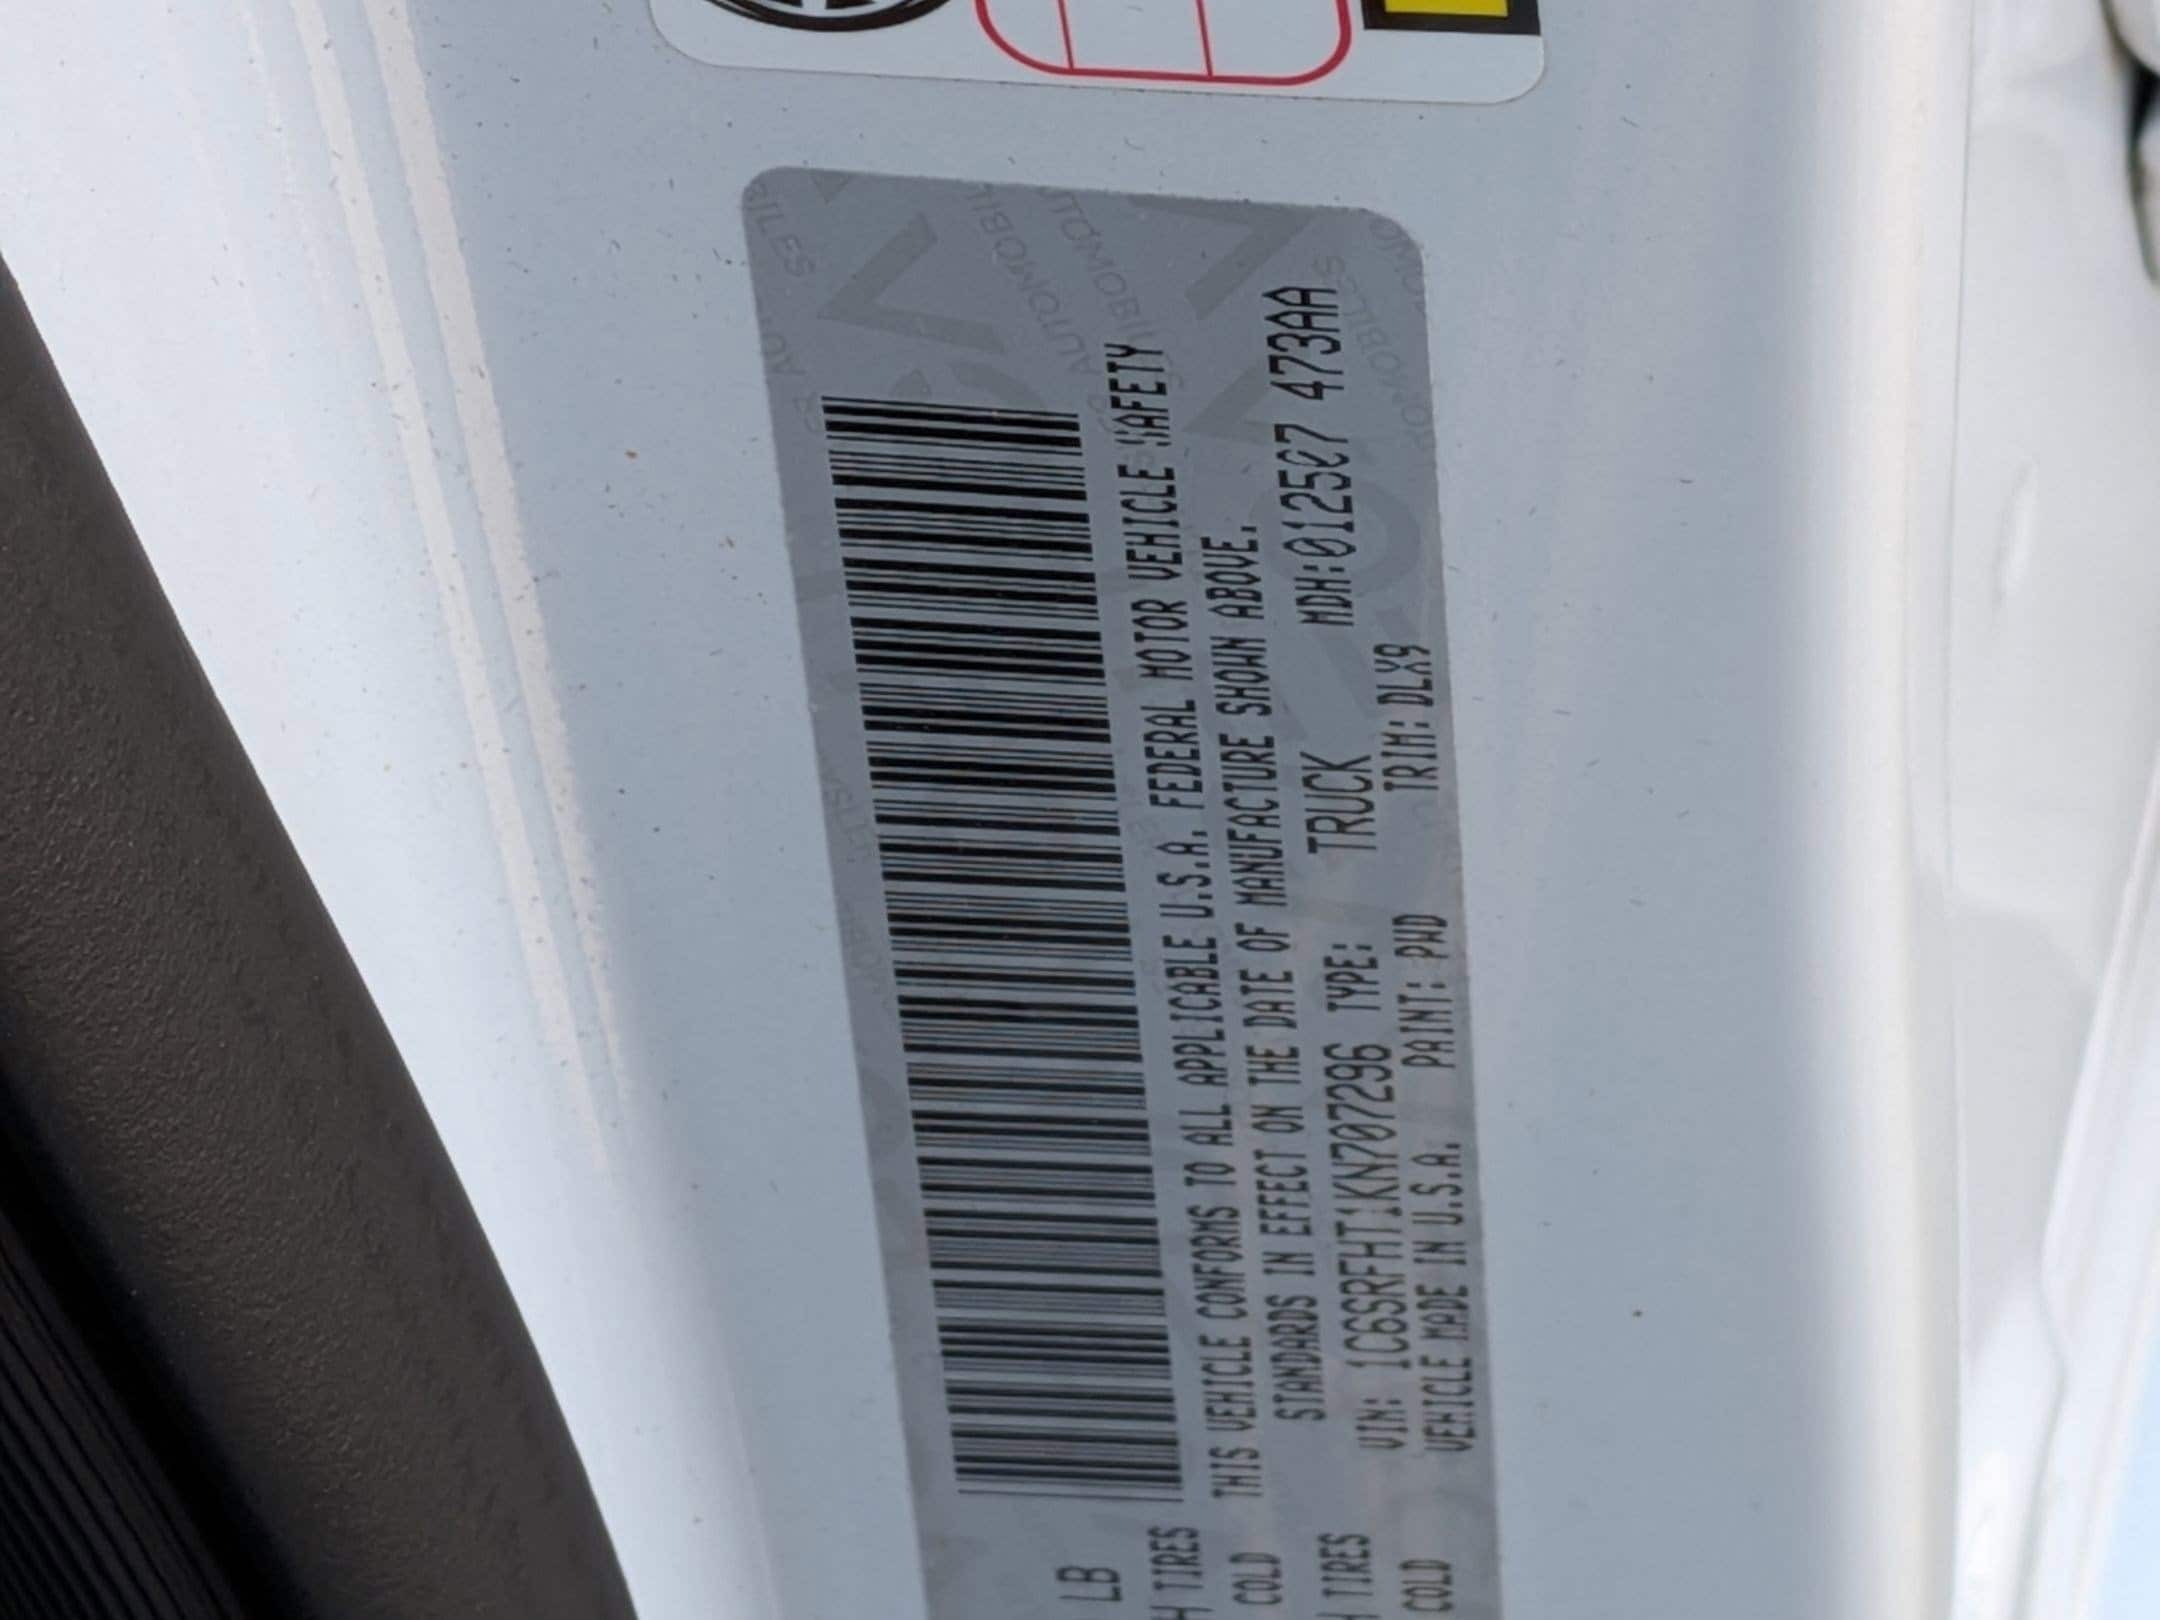 LB
H TIRES
COLD
H TIRES
COLD
THIS VEHICLE CONFORMS TO ALL APPLICABLE U.S.A. FEDERAL MOTOR VEHICLE SAFETY
STANDARDS IN EFFECT ON THE DATE OF MANUFACTURE SHOWN ABOVE.
VIN: 1C6SRFHT1KN707296 TYPE: TRUCK MDH:012507 473AA
VEHICLE MADE IN U.S.A. PAINT: PWD TRIM: DLX9